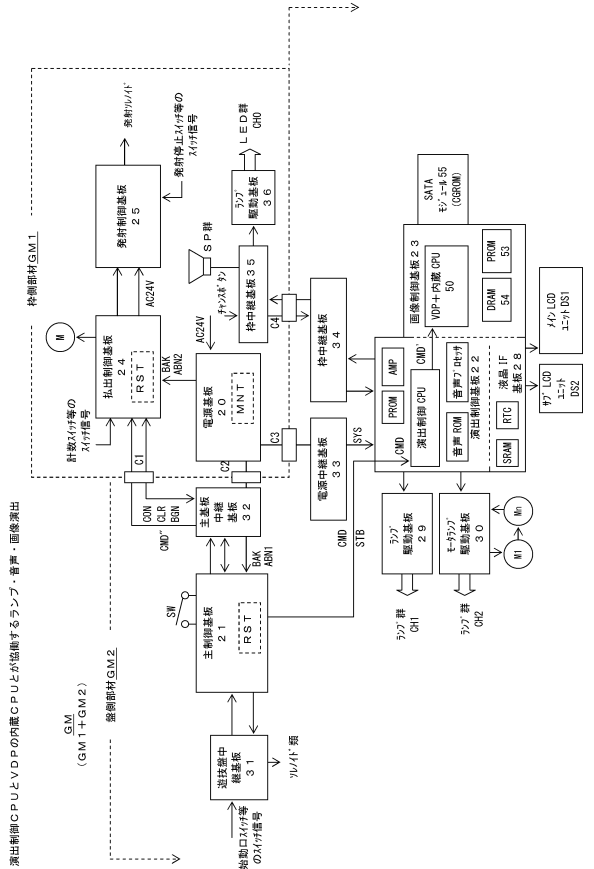 演出制御CPUとVDPの内蔵CPUとが協働するランプ・音声・画像演出
GM
(GM1+GM2)
枠側部材GM1
盤側部材GM2
計数スイッチ等の
スイッチ信号
M
払出制御基板
24
RST
AC24V
発射制御基板
25
発射ソレノイド
発射停止スイッチ等の
スイッチ信号
BAK
ABN2
電源基板
20
MNT
AC24V
チャンスボタン
SP群
枠中継基板35
ランプ
駆動基板
36
LED群
CH0
C1
C2
C3
C4
CON
CLR
BGN
CMD"
主基板
中継
基板
32
電源中継
基板
33
枠中継基板
34
SW
主制御基板
21
RST
BAK
ABN1
遊技盤中
継基板
31
始動口スイッチ等
のスイッチ信号
ソレノイド類
CMD
STB
SYS
CMD
PROM
AMP
演出制御CPU
CMD'
音声ROM
音声プロセッサ
演出制御基板22
SRAM
RTC
液晶IF
基板28
画像制御基板23
VDP+内蔵CPU
50
DRAM
54
PROM
53
SATA
モジュール55
(CGROM)
ランプ
駆動基板
29
ランプ群
CH1
モータランプ
駆動基板
30
ランプ群
CH2
M1
Mn
サブLCD
ユニット
DS2
メインLCD
ユニットDS1